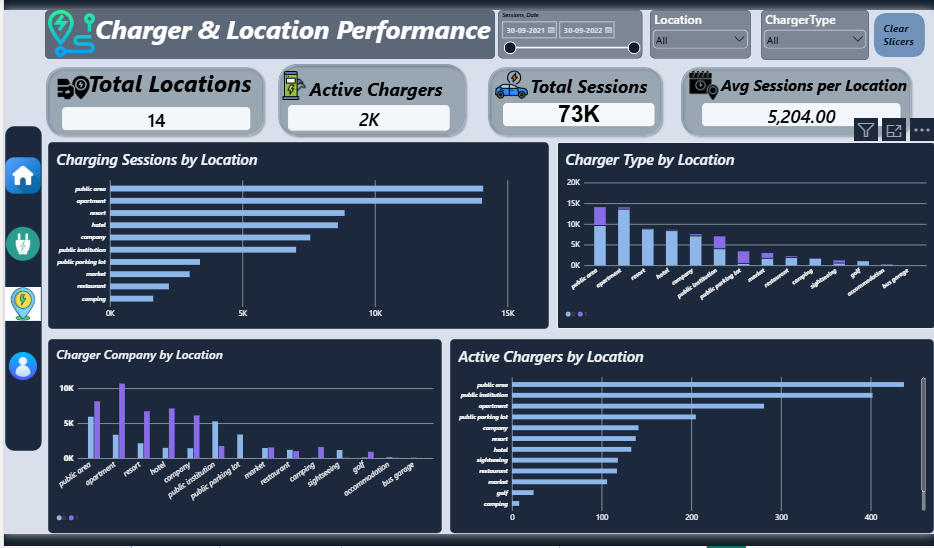 Charger & Location Performance
Sessions_Date
30-09-2021
30-09-2022
Location
All
ChargerType
All
Clear
Slicers
Total Locations
14
Active Chargers
2K
Total Sessions
73K
Avg Sessions per Location
5,204.00
Charging Sessions by Location
public area
apartment
resort
hotel
company
public institution
public parking lot
market
restaurant
camping
0K
5K
10K
15K
Charger Type by Location
20K
15K
10K
5K
0K
public area
apartment
resort
hotel
company
public institution
public parking lot
market
restaurant
camping
sightseeing
golf
accommodation
bus garage
Charger Company by Location
10K
5K
0K
public area
apartment
resort
hotel
company
public institution
public parking lot
market
restaurant
camping
sightseeing
golf
accommodation
bus garage
Active Chargers by Location
public area
public institution
apartment
public parking lot
company
resort
hotel
sightseeing
restaurant
market
golf
camping
0
100
200
300
400